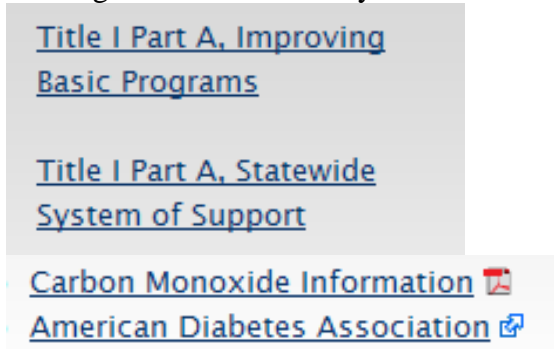 Title I Part A, Improving
Basic Programs
Title I Part A, Statewide
System of Support
Carbon Monoxide Information
American Diabetes Association